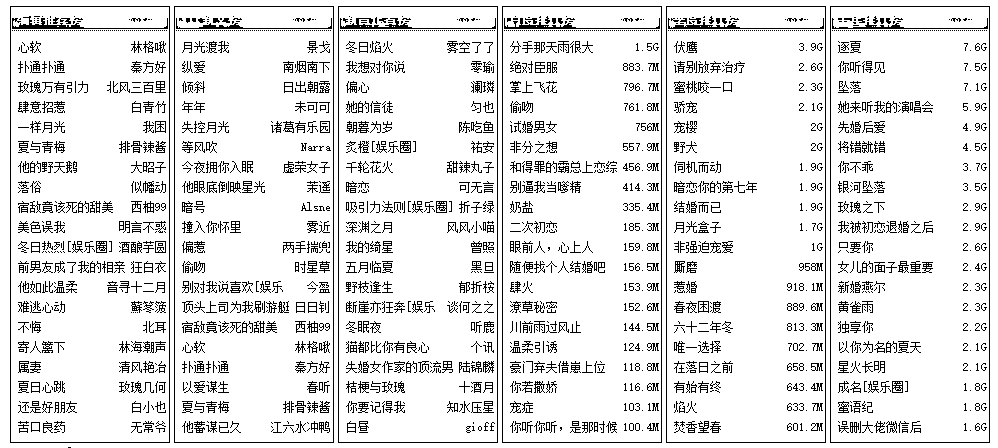 心软 林格啾
扑通扑通 秦方好
玫瑰万有引力 北风三百里
肆意招惹 白青竹
一样月光 我困
夏与青梅 排骨辣酱
他的野天鹅 大昭子
落俗 似幡动
宿敌竟该死的甜美 西柚99
美色误我 明言不惑
冬日热烈[娱乐圈] 酒酿芋圆
前男友成了我的相亲 狂白衣
他如此温柔 音寻十二月
难逃心动 蘇笭箋
不悔 北耳
寄人篱下 林海潮声
属妻 清风艳冶
夏日心跳 玫瑰几何
还是好朋友 白小也
苦口良药 无常爷
月光渡我 景戈
纵爱 南烟南下
倾斜 日出朝露
年年 未可可
失控月光 诸葛有乐园
等风吹 Narra
今夜拥你入眠 虚荣女子
他眼底倒映星光 茉遥
暗号 Alsne
撞入你怀里 雾近
偏惹 两手揣兜
偷吻 时星草
别对我说喜欢[娱乐 今盈
顶头上司为我刷游艇 日日钊
宿敌竟该死的甜美 西柚99
心软 林格啾
扑通扑通 秦方好
以爱谋生 春听
夏与青梅 排骨辣酱
他蓄谋已久 江六水冲鸭
冬日焰火 雾空了了
我想对你说 零瑜
偏心 澜璘
她的信徒 匀也
朝暮为岁 陈吃鱼
炙橙[娱乐圈] 祐安
千轮花火 甜辣丸子
暗恋 可无言
吸引力法则[娱乐圈] 折子绿
深渊之月 风风小喵
我的绮星 曾照
五月临夏 黑旦
野枝逢生 郁折桉
断崖亦狂奔[娱乐 谈何之之
冬眠夜 听鹿
猫都比你有良心 个讯
失婚女作家的顶流男 陆锦麟
桔梗与玫瑰 十酒月
你要记得我 知水压星
白昼 gioff
分手那天雨很大 1.5G
绝对臣服 883.7M
掌上飞花 796.7M
偷吻 761.8M
试婚男女 756M
非分之想 557.9M
和得罪的霸总上恋综 456.9M
别逼我当嗲精 414.3M
奶盐 335.4M
二次初恋 185.3M
眼前人，心上人 159.8M
随便找个人结婚吧 156.5M
肆火 153.9M
潦草秘密 152.6M
川前雨过风止 144.5M
温柔引诱 124.9M
豪门弃夫借崽上位 118.8M
你若撒娇 116.6M
宠症 103.1M
你听你听，是那时候 100.4M
伏鹰 3.9G
请别放弃治疗 2.6G
蜜桃咬一口 2.3G
骄宠 2.1G
宠樱 2G
野犬 2G
伺机而动 1.9G
暗恋你的第七年 1.9G
结婚而已 1.9G
月光盒子 1.7G
非强迫宠爱 1G
厮磨 958M
惹婚 918.1M
春夜困渡 889.6M
六十二年冬 813.3M
唯一选择 702.7M
在落日之前 658.5M
有始有终 643.4M
焰火 633.7M
焚香望春 601.2M
逐夏 7.6G
你听得见 7.5G
坠落 7.1G
她来听我的演唱会 5.9G
先婚后爱 4.9G
将错就错 4.5G
你不乖 3.7G
银河坠落 3.5G
玫瑰之下 2.9G
我被初恋退婚之后 2.9G
只要你 2.6G
女儿的面子最重要 2.4G
新婚燕尔 2.3G
黄雀雨 2.3G
独享你 2.2G
以你为名的夏天 2.1G
星火长明 2.1G
成名[娱乐圈] 1.8G
蜜语纪 1.8G
误删大佬微信后 1.6G